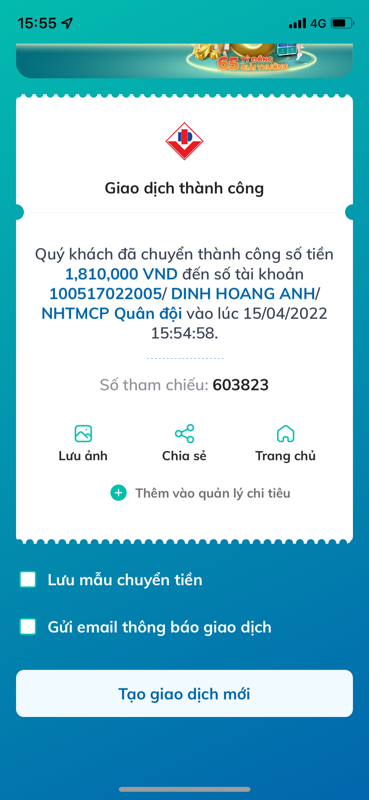 15:55
4G
65 TỶ ĐỒNG
GIẢI THƯỞNG
Giao dịch thành công
Quý khách đã chuyển thành công số tiền
1,810,000 VND đến số tài khoản
100517022005/ DINH HOANG ANH/
NHTMCP Quân đội vào lúc 15/04/2022
15:54:58.
Số tham chiếu: 603823
Lưu ảnh
Chia sẻ
Trang chủ
Thêm vào quản lý chi tiêu
Lưu mẫu chuyển tiền
Gửi email thông báo giao dịch
Tạo giao dịch mới